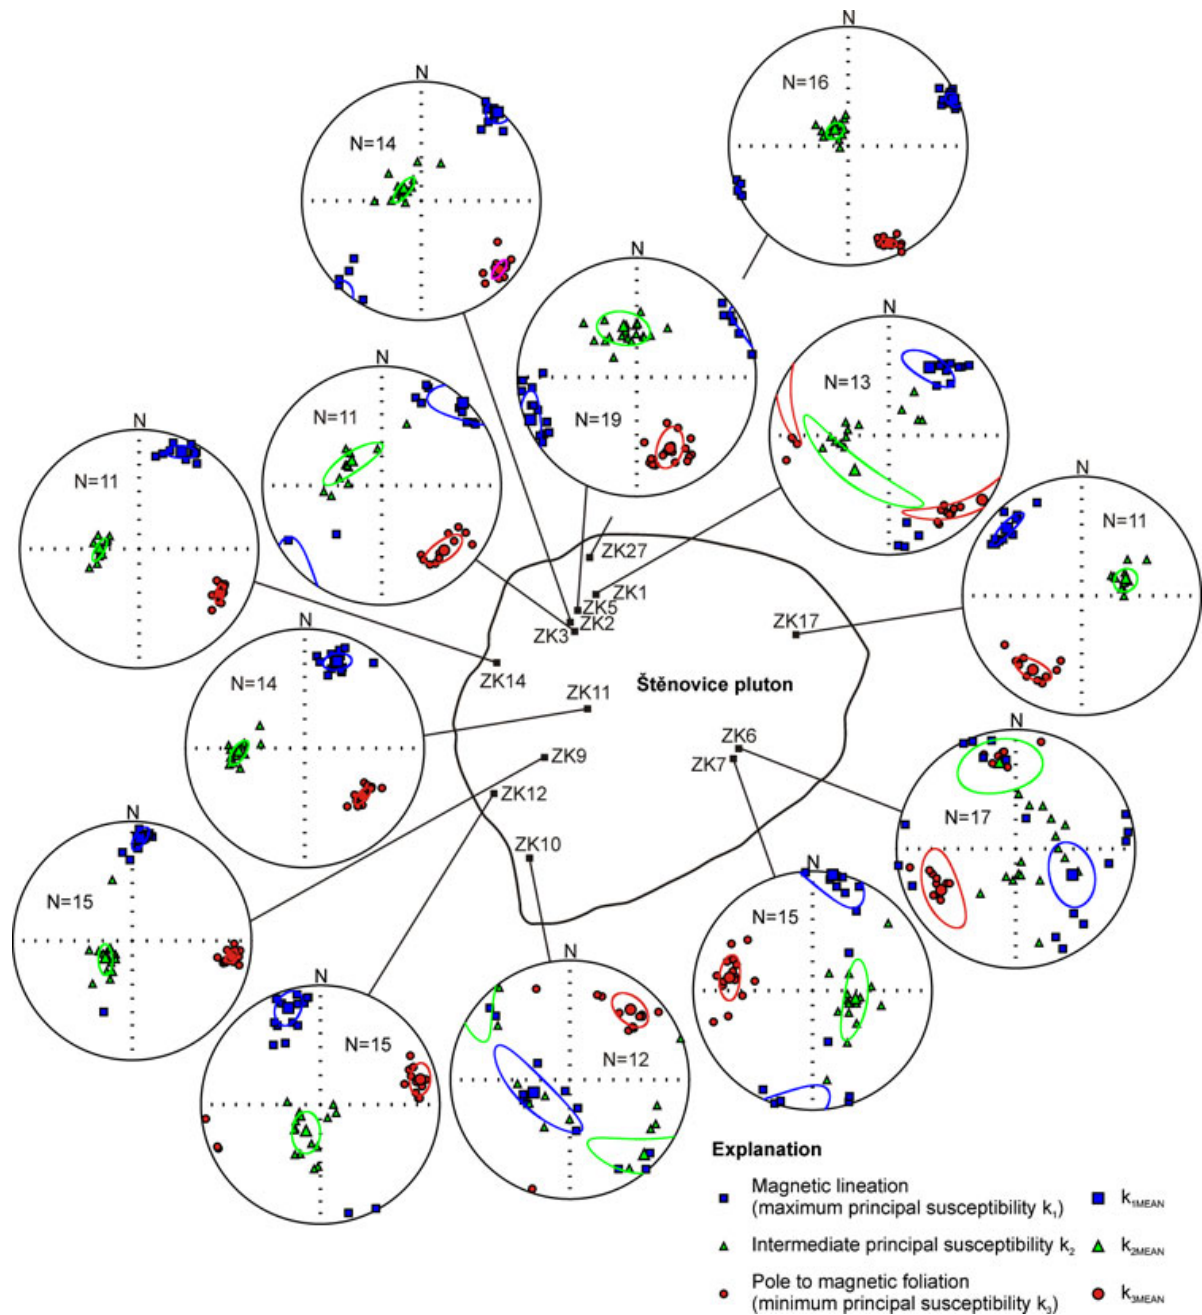 N
N=16
N
N=14
N
N=19
N
N=13
N
N=11
N
N=11
N
N=11
ZK27
ZK1
ZK5
ZK2
ZK3
ZK17
ZK14
Štěnovice pluton
N
N=14
ZK11
ZK6
ZK7
ZK9
ZK12
ZK10
N
N=17
N
N=15
N
N=15
N
N=15
N
N=12
Explanation
Magnetic lineation
(maximum principal susceptibility k1)
k1MEAN
Intermediate principal susceptibility k2
k2MEAN
Pole to magnetic foliation
(minimum principal susceptibility k3)
k3MEAN